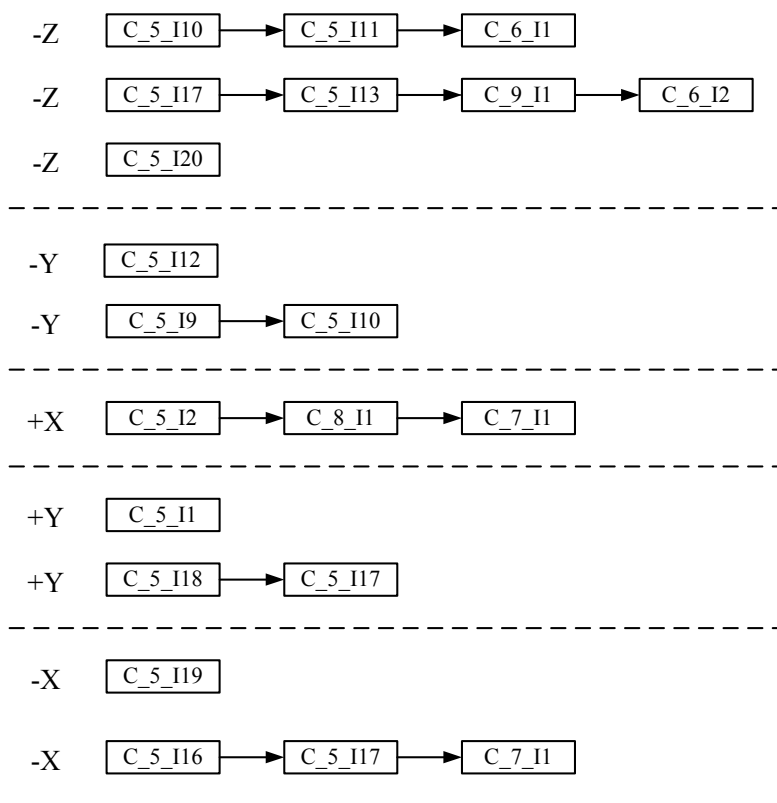 -Z C_5_I10 C_5_I11 C_6_I1
-Z C_5_I17 C_5_I13 C_9_I1 C_6_I2
-Z C_5_I20
-Y C_5_I12
-Y C_5_I9 C_5_I10
+X C_5_I2 C_8_I1 C_7_I1
+Y C_5_I1
+Y C_5_I18 C_5_I17
-X C_5_I19
-X C_5_I16 C_5_I17 C_7_I1